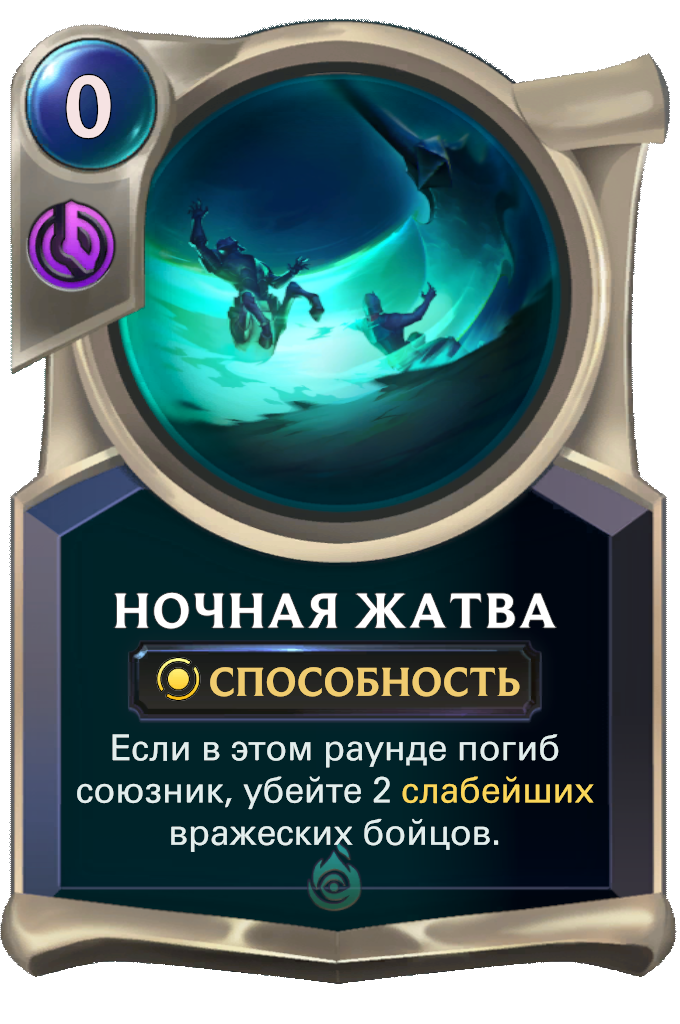 0
НОЧНАЯ ЖАТВА
СПОСОБНОСТЬ
Если в этом раунде погиб
союзник, убейте 2 слабейших
вражеских бойцов.